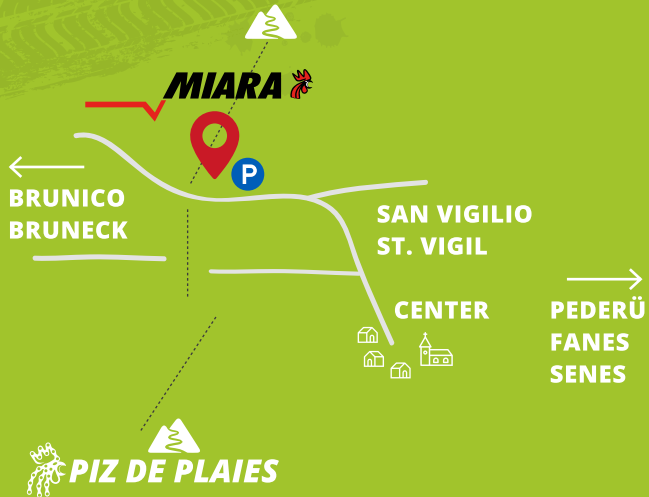 MIARA
P
BRUNICO
BRUNECK
SAN VIGILIO
ST. VIGIL
CENTER
PEDERÜ
FANES
SENES
PIZ DE PLAIES